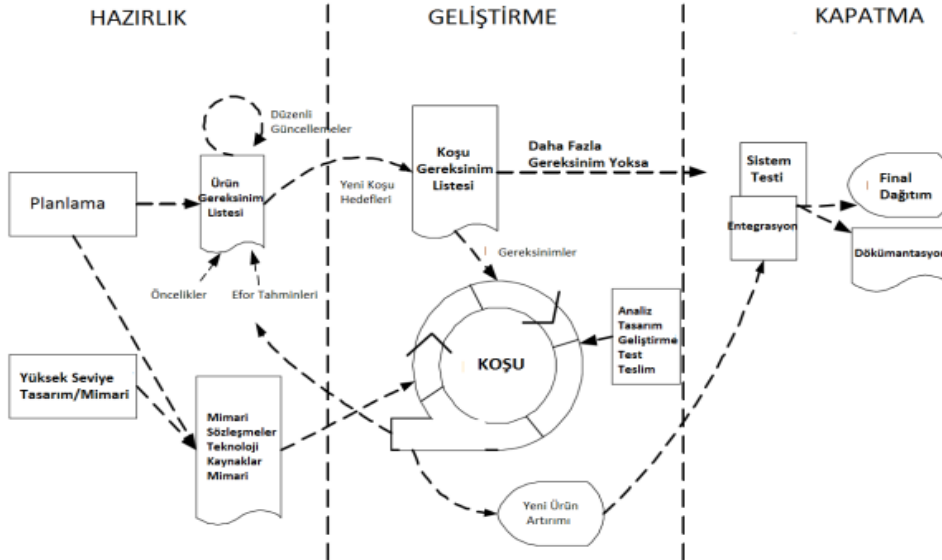 HAZIRLIK
GELİŞTİRME
KAPATMA
Düzenli
Güncellemeler
Ürün
Gereksinim
Listesi
Planlama
Öncelikler
Efor Tahminleri
Yüksek Seviye
Tasarım/Mimari
Mimari
Sözleşmeler
Teknoloji
Kaynaklar
Mimari
Yeni Koşu
Hedefleri
Koşu
Gereksinim
Listesi
Daha Fazla
Gereksinim Yoksa
Gereksinimler
KOŞU
Analiz
Tasarım
Geliştirme
Test
Teslim
Yeni Ürün
Artırımı
Sistem
Testi
Entegrasyon
Final
Dağıtım
Dökümantasyon